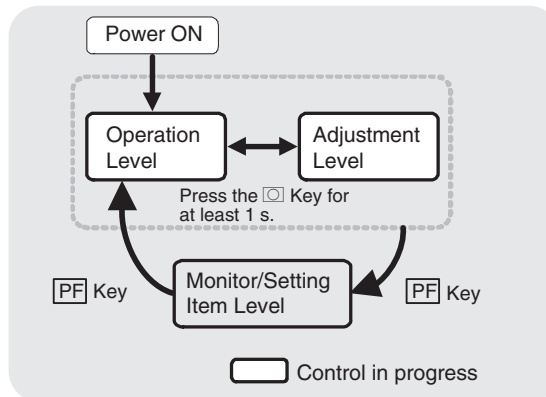 Power ON
Operation
Level
Adjustment
Level
Press the O Key for
at least 1 s.
PF Key
Monitor/Setting
Item Level
PF Key
Control in progress